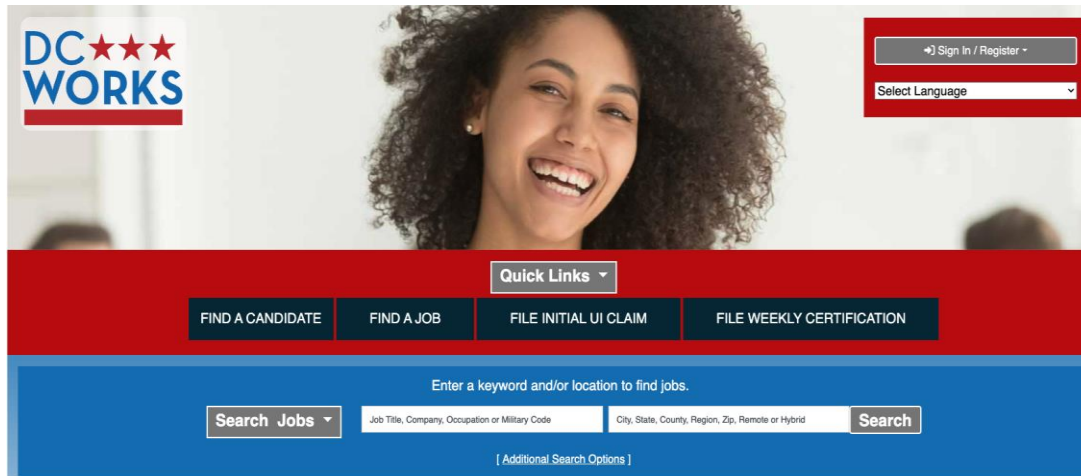 DC★★★
WORKS
Sign In / Register
Select Language
Quick Links
FIND A CANDIDATE
FIND A JOB
FILE INITIAL UI CLAIM
FILE WEEKLY CERTIFICATION
Enter a keyword and/or location to find jobs.
Search Jobs
Job Title, Company, Occupation or Military Code
City, State, County, Region, Zip, Remote or Hybrid
Search
[ Additional Search Options ]